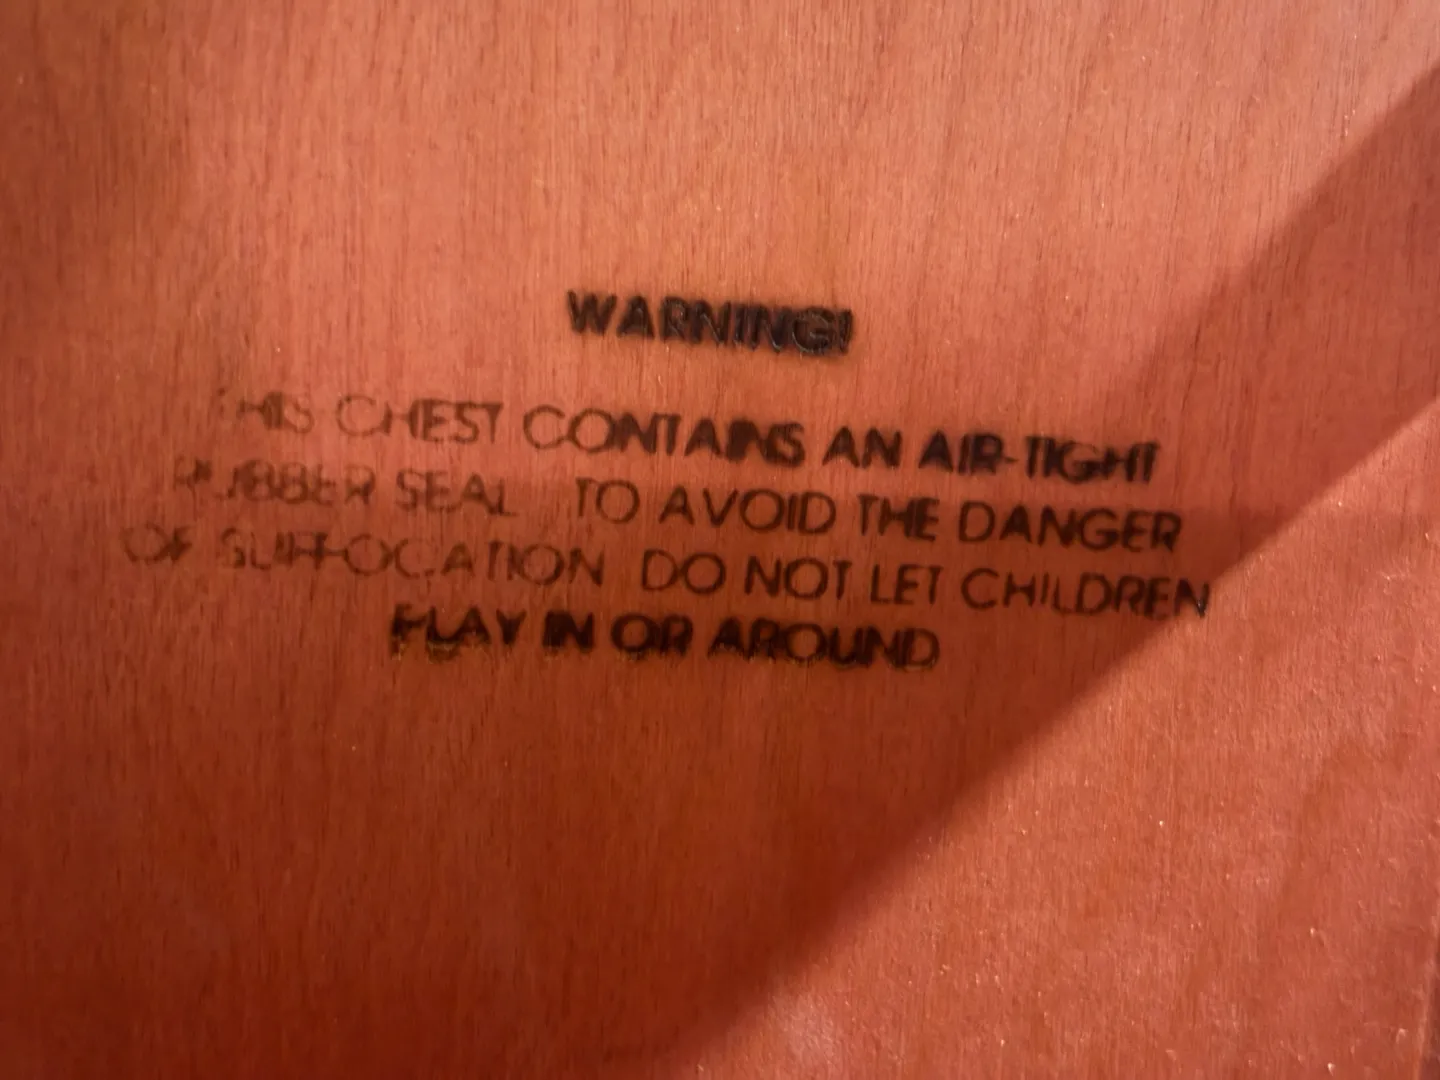 WARNING!
THIS CHEST CONTAINS AN AIR-TIGHT
RUBBER SEAL TO AVOID THE DANGER
OF SUFFOCATION DO NOT LET CHILDREN
PLAY IN OR AROUND